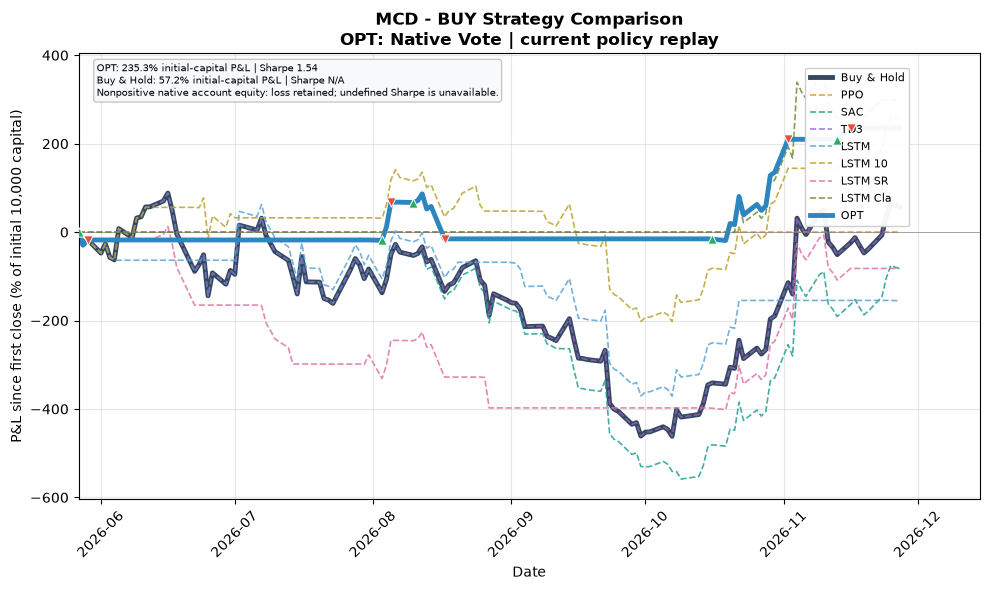 MCD - BUY Strategy Comparison
OPT: Native Vote | current policy replay
OPT: 235.3% initial-capital P&L | Sharpe 1.54
Buy & Hold: 57.2% initial-capital P&L | Sharpe N/A
Nonpositive native account equity: loss retained; undefined Sharpe is unavailable.
Buy & Hold
PPO
SAC
TD3
LSTM
LSTM 10
LSTM SR
LSTM Cla
OPT
P&L since first close (% of initial 10,000 capital)
400
200
0
−200
−400
−600
2026-06
2026-07
2026-08
2026-09
2026-10
2026-11
2026-12
Date